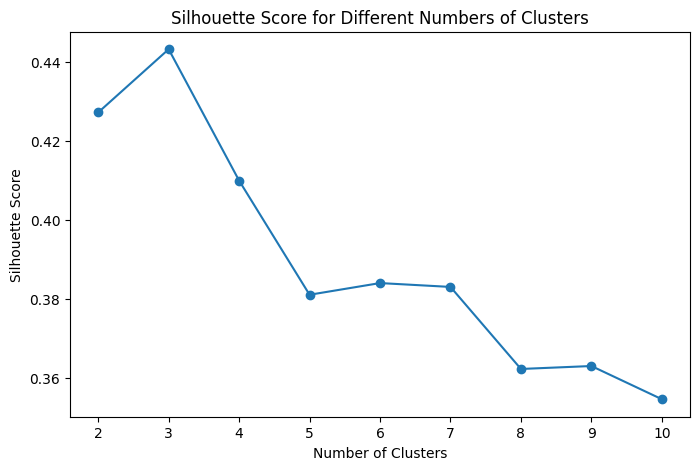 Silhouette Score for Different Numbers of Clusters
Silhouette Score
0.44
0.42
0.40
0.38
0.36
2 3 4 5 6 7 8 9 10
Number of Clusters